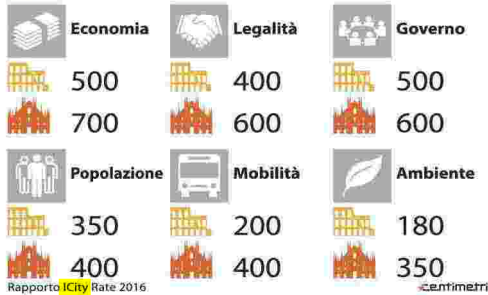 Economia Legalità Governo
500 400 500
700 600 600
Popolazione Mobilità Ambiente
350 200 180
400 400 350
Rapporto ICity Rate 2016 centimetri